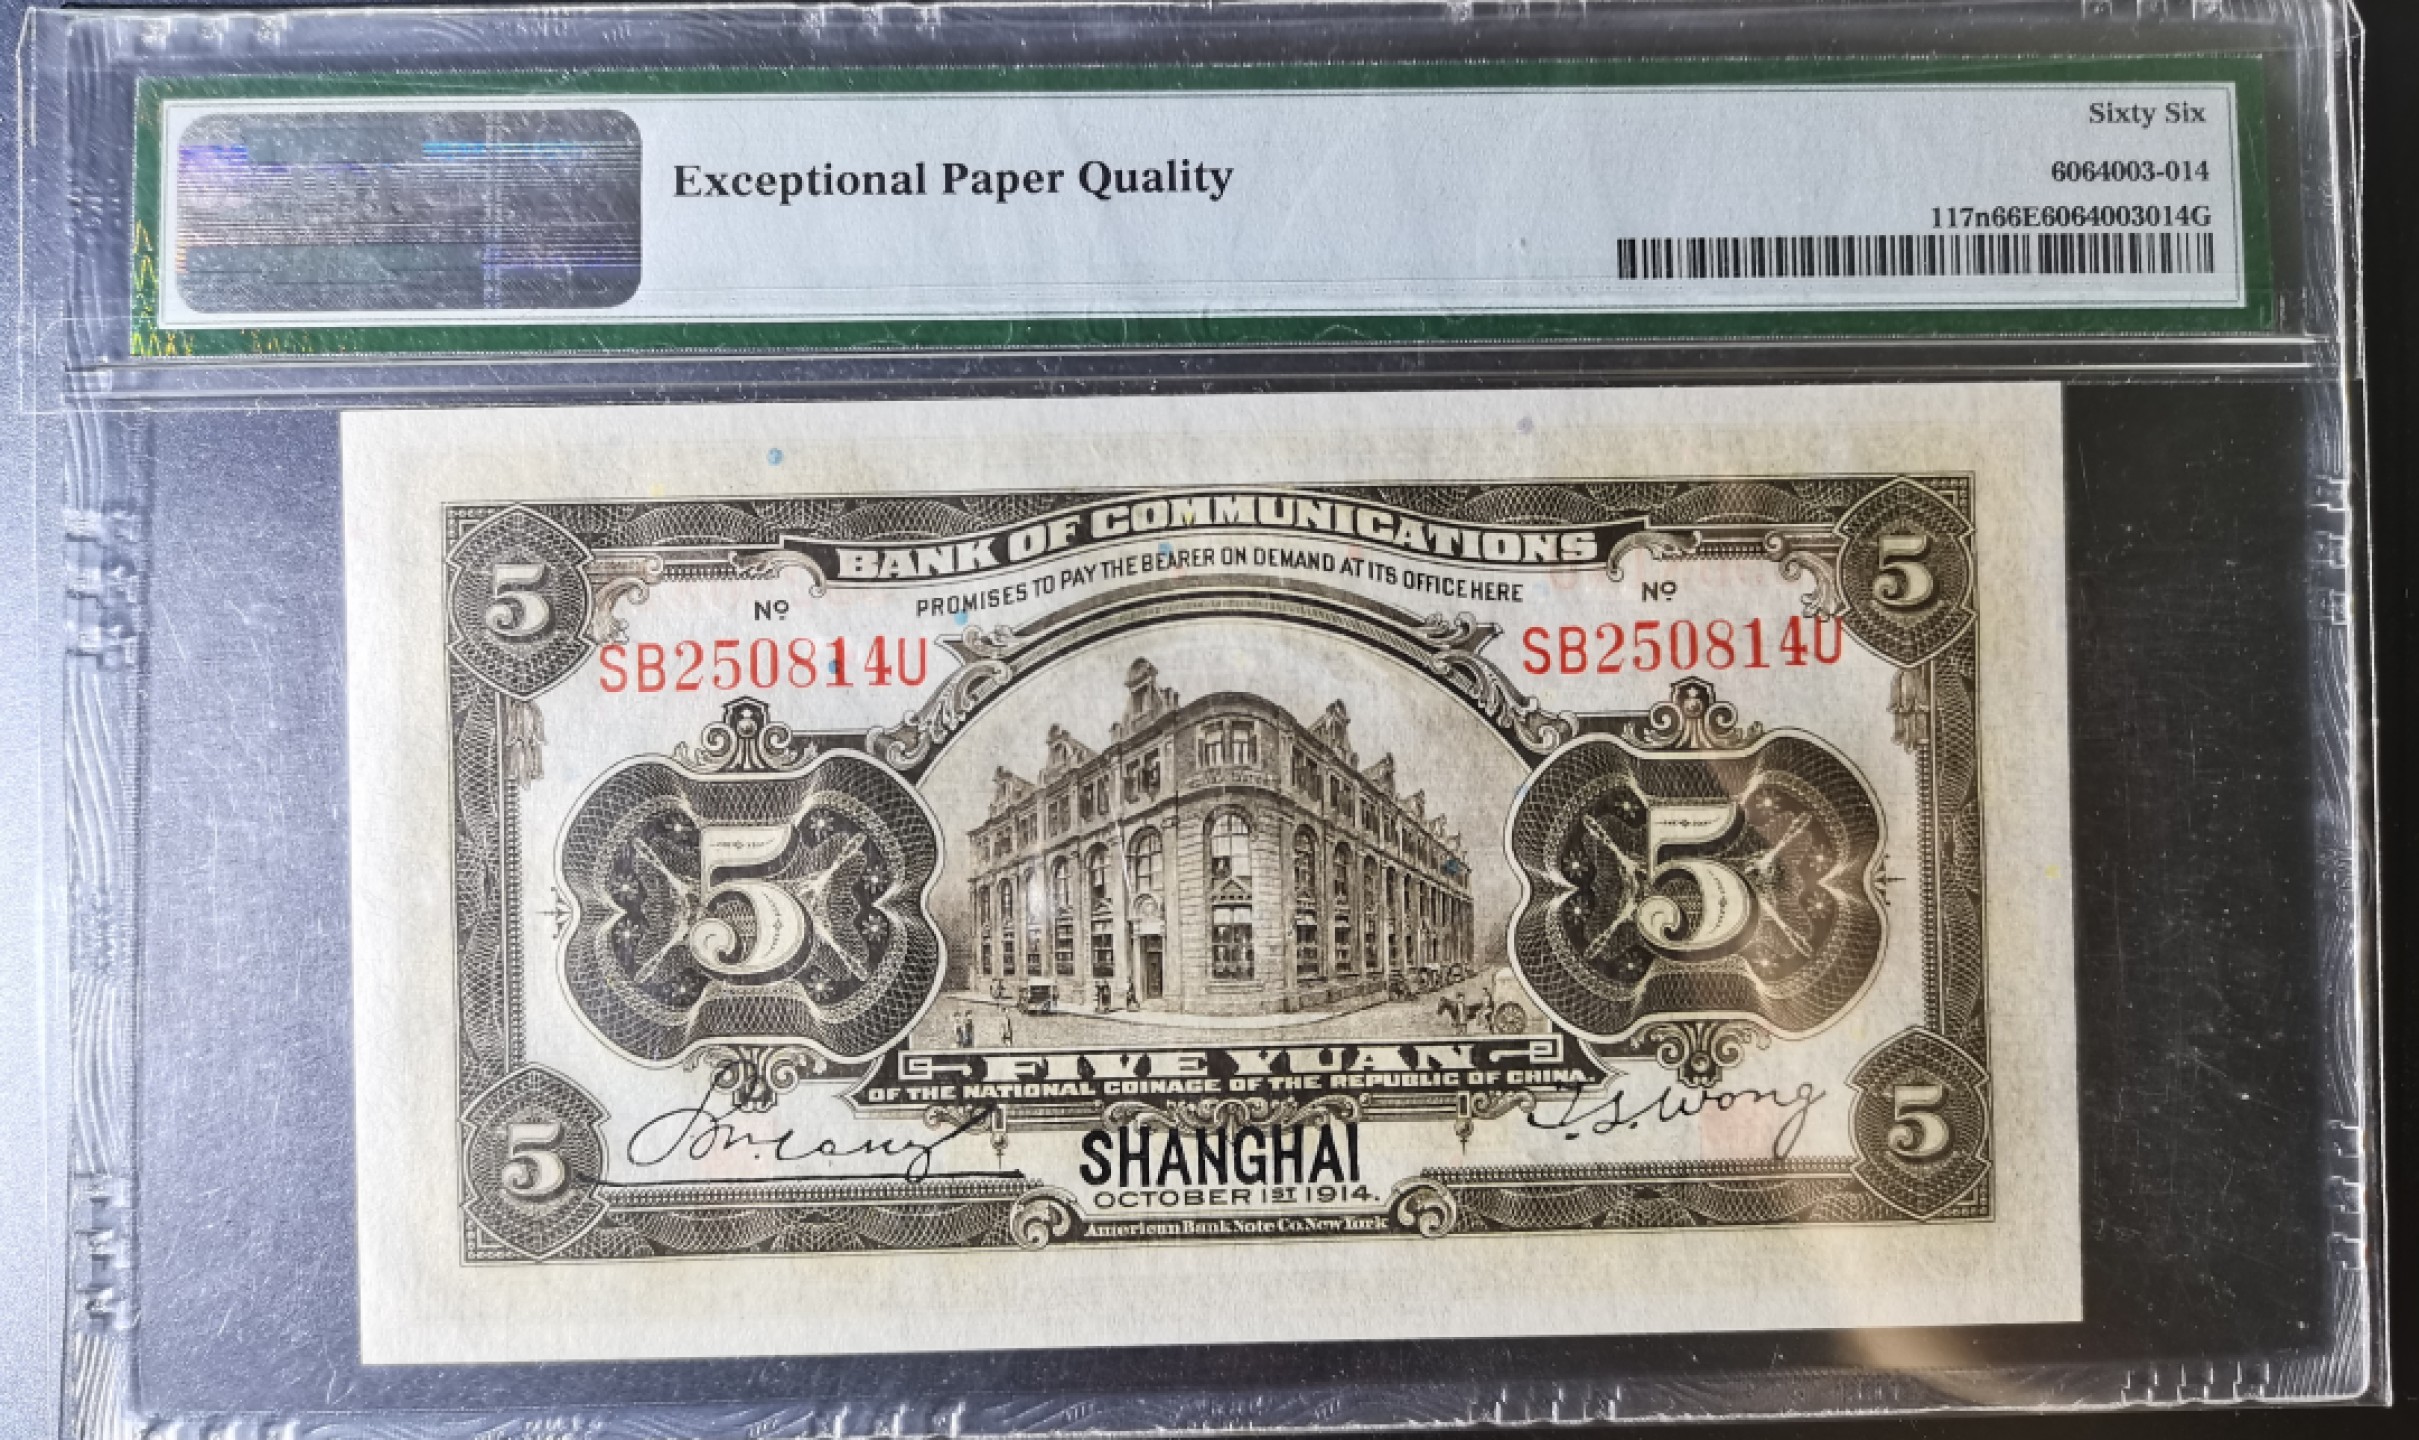 Sixty Six
Exceptional Paper Quality
6064003-014
117n66E6064003014G
5 BANK OF COMMUNICATIONS 5
PROMISES TO PAY THE BEARER ON DEMAND AT ITS OFFICE HERE
Nº Nº
SB250814U SB250814U
5 5
FIVE YUAN
OF THE NATIONAL COINAGE OF THE REPUBLIC OF CHINA.
T.S.Wong
5 SHANGHAI 5
OCTOBER 1ST 1914.
American Bank Note Co. New York